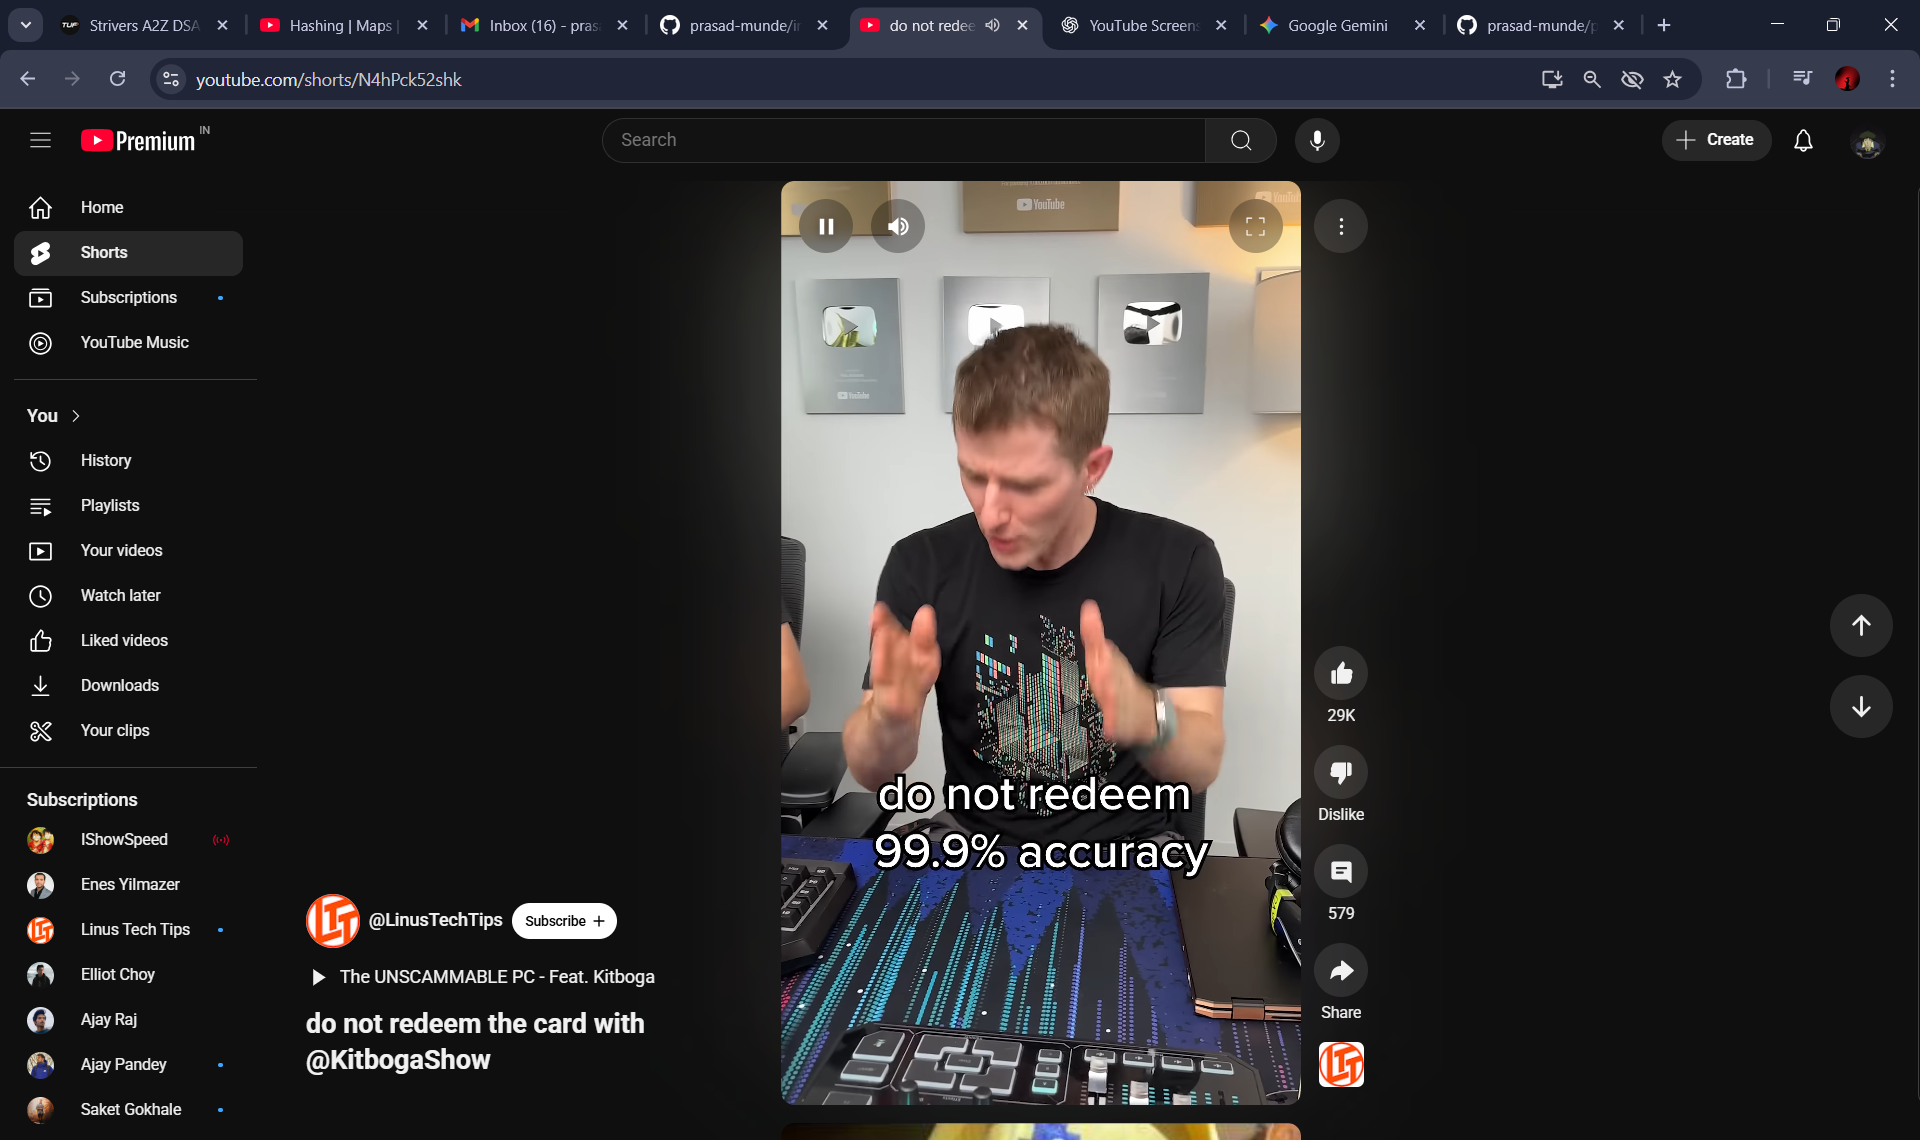 Strivers A2Z DSA
Hashing | Maps |
Inbox (16) - pras
prasad-munde/i
do not rede
YouTube Screens
Google Gemini
prasad-munde/p
youtube.com/shorts/N4hPck52shk
Premium IN
Search
Create
Home
Shorts
Subscriptions
YouTube Music
You
History
Playlists
Your videos
Watch later
Liked videos
Downloads
Your clips
Subscriptions
IShowSpeed
Enes Yilmazer
Linus Tech Tips
Elliot Choy
Ajay Raj
Ajay Pandey
Saket Gokhale
YouTube
YouTube
do not redeem
99.9% accuracy
@LinusTechTips
Subscribe
The UNSCAMMABLE PC - Feat. Kitboga
do not redeem the card with
@KitbogaShow
29K
Dislike
579
Share